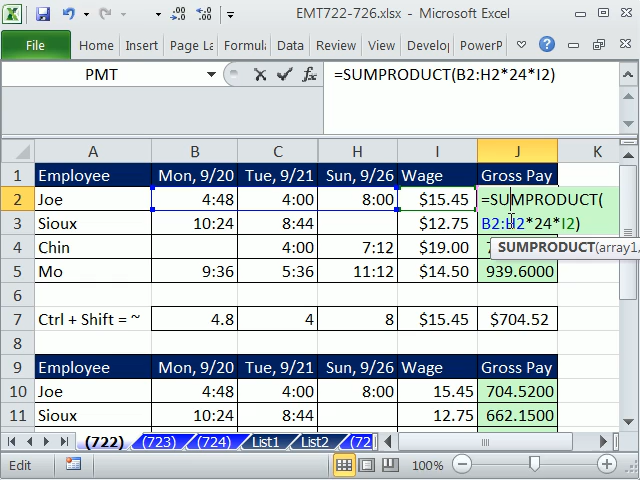 EMT722-726.xlsx - Microsoft Excel
File Home Insert Page La Formula Data Review View Develo PowerP
PMT =SUMPRODUCT(B2:H2*24*I2)
A B C H I J K
1 Employee Mon, 9/20 Tue, 9/21 Sun, 9/26 Wage Gross Pay
2 Joe 4:48 4:00 8:00 $15.45 =SUMPRODUCT(
B2:H2*24*I2)
3 Sioux 10:24 8:44 $12.75
SUMPRODUCT(array1,
4 Chin 4:00 7:12 $19.00
5 Mo 9:36 5:36 11:12 $14.50 939.6000
6
7 Ctrl + Shift = ~ 4.8 4 8 $15.45 $704.52
8
9 Employee Mon, 9/20 Tue, 9/21 Sun, 9/26 Wage Gross Pay
10 Joe 4:48 4:00 8:00 15.45 704.5200
11 Sioux 10:24 8:44 12.75 662.1500
(722) (723) (724) List1 List2 (72
Edit 100%